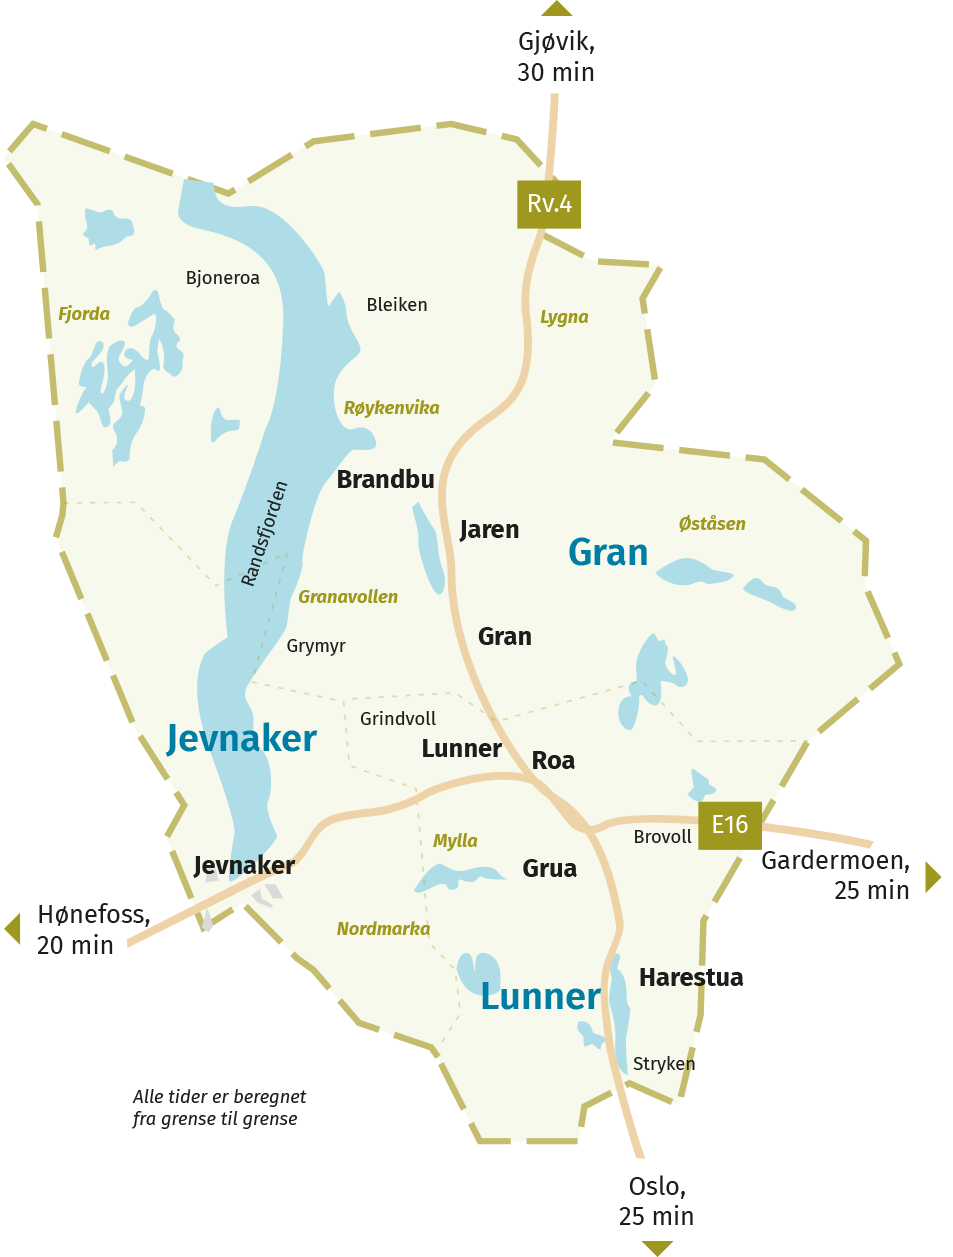 Gjøvik,
30 min
Rv.4
Bjoneroa
Bleiken
Fjorda
Lygna
Røykenvika
Brandbu
Randsfjorden
Jaren
Øståsen
Gran
Granavollen
Gran
Grymyr
Grindvoll
Jevnaker
Lunner
Roa
E16
Brovoll
Mylla
Gardermoen,
25 min
Jevnaker
Grua
Hønefoss,
20 min
Nordmarka
Harestua
Lunner
Stryken
Alle tider er beregnet
fra grense til grense
Oslo,
25 min